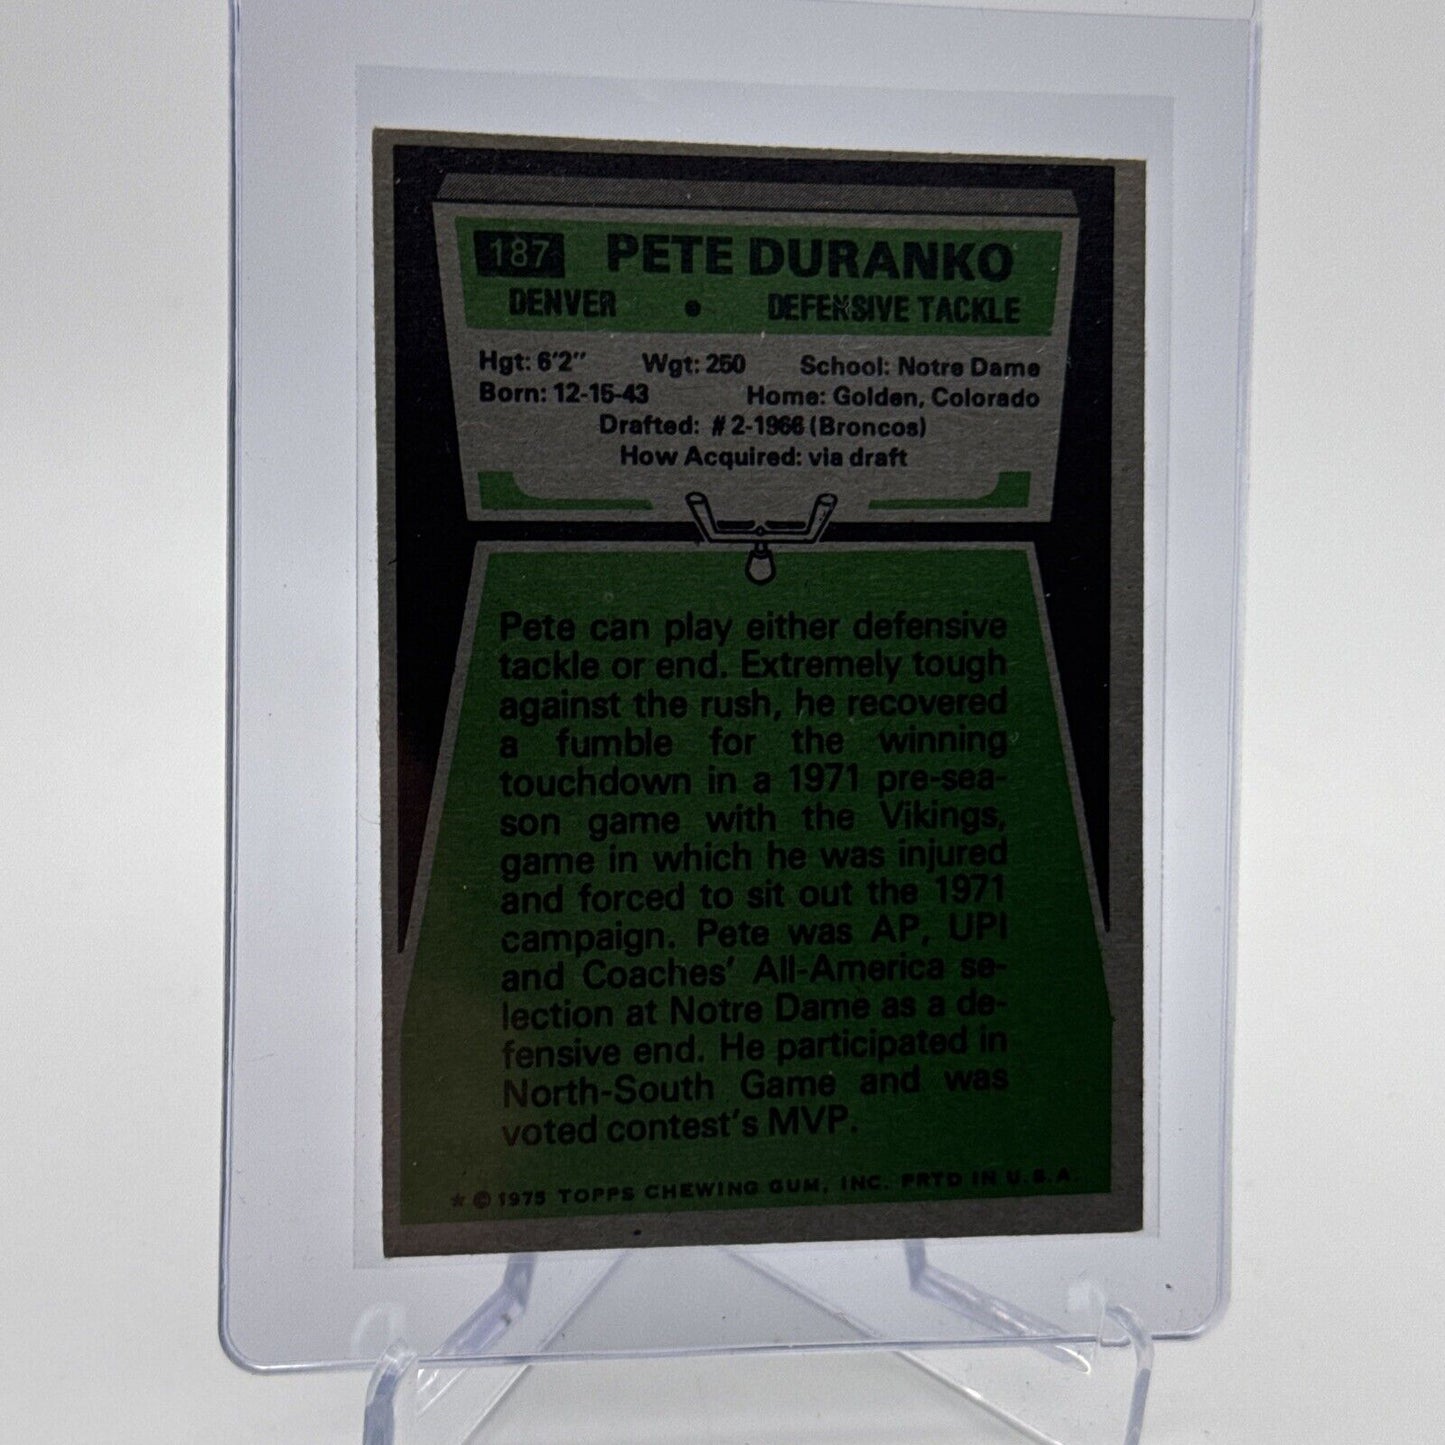 187 PETE DURANKO
DENVER • DEFENSIVE TACKLE
Hgt: 6'2" Wgt: 250 School: Notre Dame
Born: 12-15-43 Home: Golden, Colorado
Drafted: #2-1966 (Broncos)
How Acquired: via draft
Pete can play either defensive
tackle or end. Extremely tough
against the rush, he recovered
a fumble for the winning
touchdown in a 1971 pre-sea-
son game with the Vikings,
game in which he was injured
and forced to sit out the 1971
campaign. Pete was AP, UPI
and Coaches' All-America se-
lection at Notre Dame as a de-
fensive end. He participated in
North-South Game and was
voted contest's MVP.
★ © 1975 TOPPS CHEWING GUM, INC. PRTD IN U.S.A.